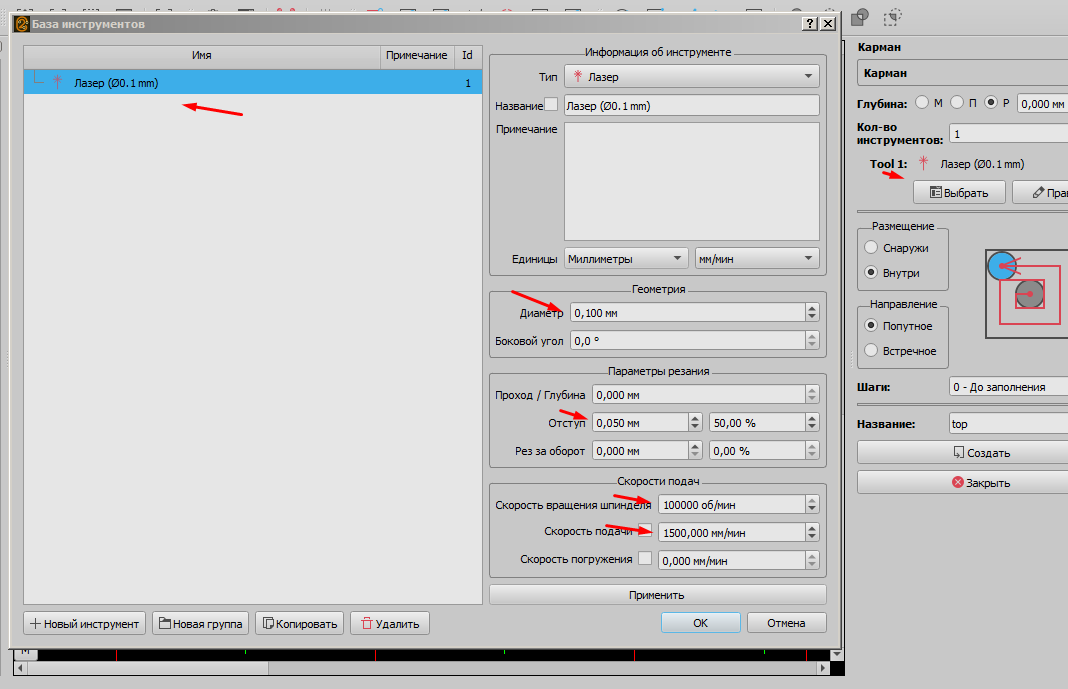 База инструментов
Имя Примечание Id
Лазер (Ø0.1 mm) 1
Информация об инструменте
Тип Лазер
Название Лазер (Ø0.1 mm)
Примечание
Единицы Миллиметры мм/мин
Геометрия
Диаметр 0,100 мм
Боковой угол 0,0 °
Параметры резания
Проход / Глубина 0,000 мм
Отступ 0,050 мм 50,00 %
Рез за оборот 0,000 мм 0,00 %
Скорости подач
Скорость вращения шпинделя 100000 об/мин
Скорость подачи 1500,000 мм/мин
Скорость погружения 0,000 мм/мин
Применить
Новый инструмент Новая группа Копировать Удалить OK Отмена
Карман
Карман
Глубина: М П Р 0,000 мм
Кол-во
инструментов: 1
Tool 1: Лазер (Ø0.1 mm)
Выбрать Пра
Размещение
Снаружи
Внутри
Направление
Попутное
Встречное
Шаги: 0 - До заполнения
Название: top
Создать
Закрыть